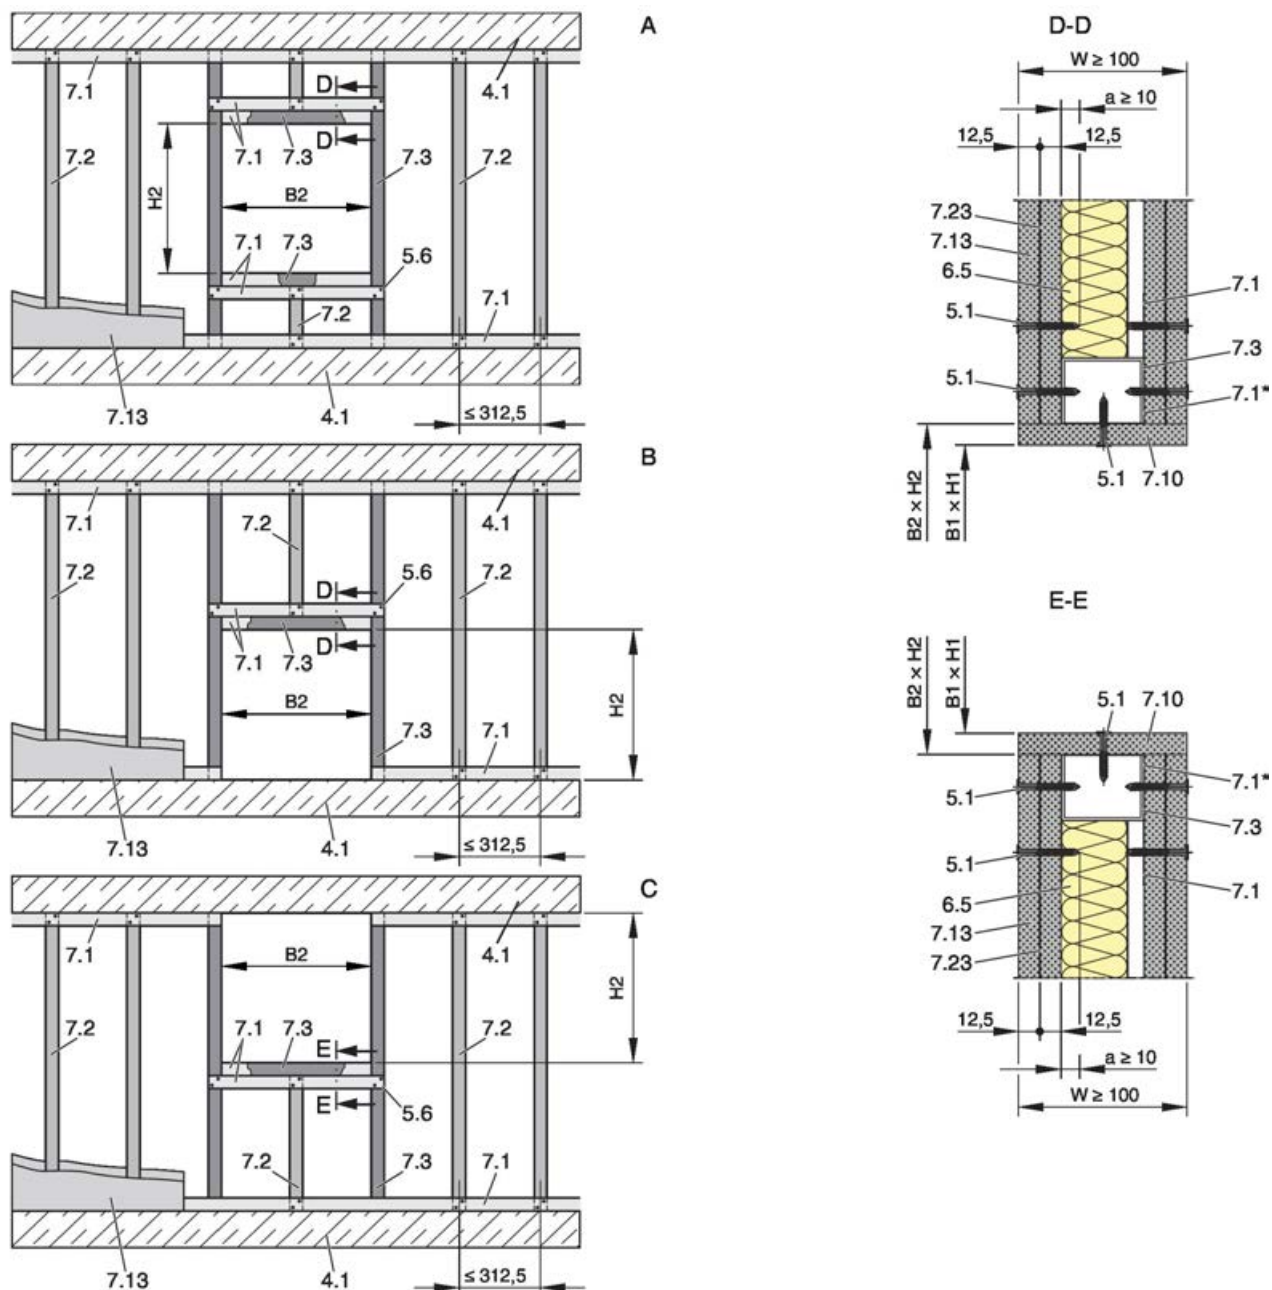 A
D-D
7.1
D
4.1
D
7.1
7.3
7.2
7.3
7.2
H2
B2
7.1
7.3
5.6
7.1
7.2
7.13
4.1
≤ 312,5
W ≥ 100
a ≥ 10
12,5
12,5
7.23
7.13
6.5
5.1
5.1
7.1
7.3
7.1*
5.1
7.10
B2 × H2
B1 × H1
B
7.1
7.2
4.1
7.2
D
5.6
7.2
7.1
7.3
D
B2
H2
7.3
7.1
7.13
4.1
≤ 312,5
E-E
B2 × H2
B1 × H1
5.1
7.10
5.1
7.1*
7.3
5.1
6.5
7.1
7.13
7.23
12,5
12,5
a ≥ 10
W ≥ 100
C
7.1
B2
4.1
H2
7.2
7.1
7.3
E
7.2
E
5.6
7.2
7.3
7.1
7.13
4.1
≤ 312,5